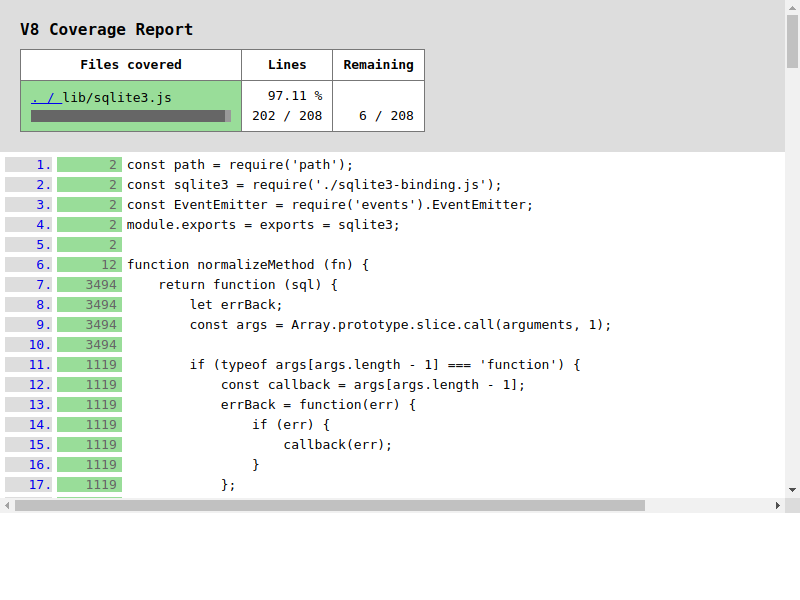 V8 Coverage Report
Files covered Lines Remaining
. / lib/sqlite3.js 97.11 %
202 / 208 6 / 208
1. 2 const path = require('path');
2. 2 const sqlite3 = require('./sqlite3-binding.js');
3. 2 const EventEmitter = require('events').EventEmitter;
4. 2 module.exports = exports = sqlite3;
5. 2
6. 12 function normalizeMethod (fn) {
7. 3494     return function (sql) {
8. 3494         let errBack;
9. 3494         const args = Array.prototype.slice.call(arguments, 1);
10. 3494
11. 1119         if (typeof args[args.length - 1] === 'function') {
12. 1119             const callback = args[args.length - 1];
13. 1119             errBack = function(err) {
14. 1119                 if (err) {
15. 1119                     callback(err);
16. 1119                 }
17. 1119             };